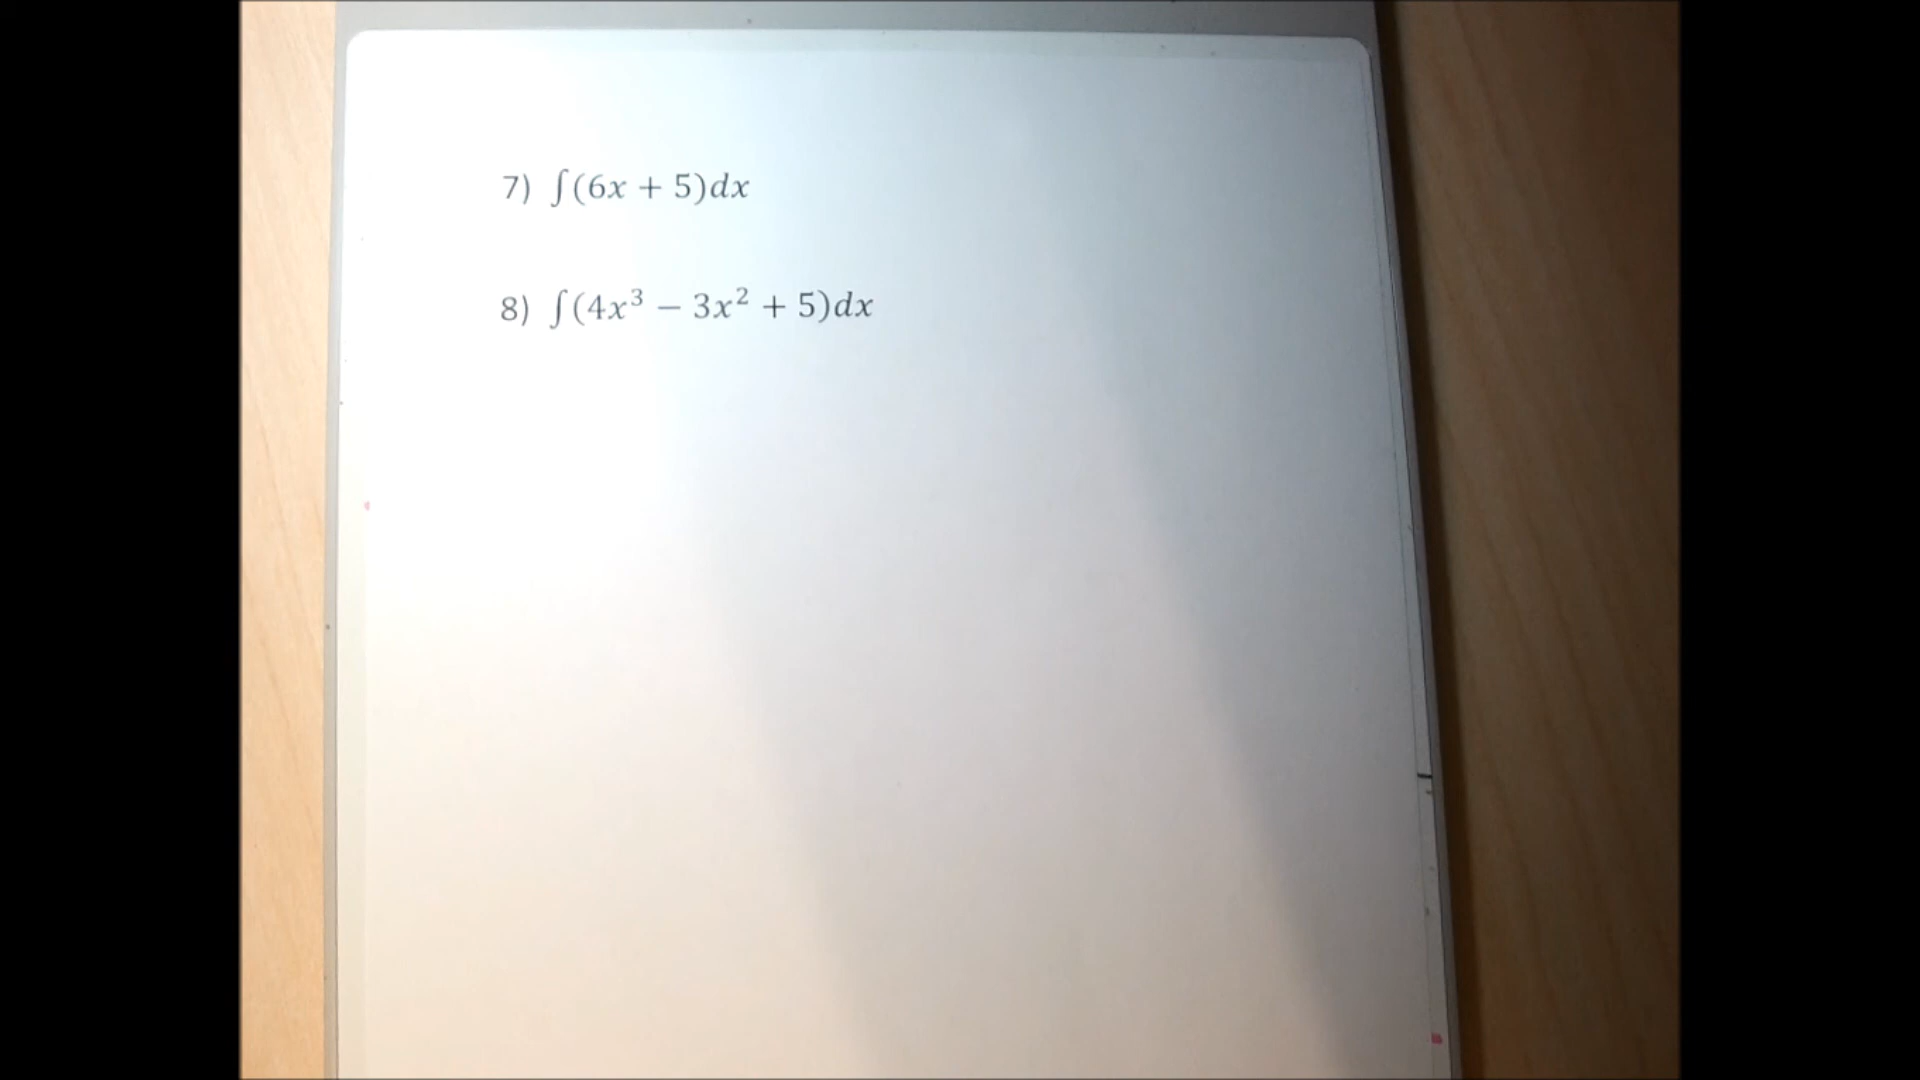 7) ∫(6x + 5)dx
8) ∫(4x³ − 3x² + 5)dx